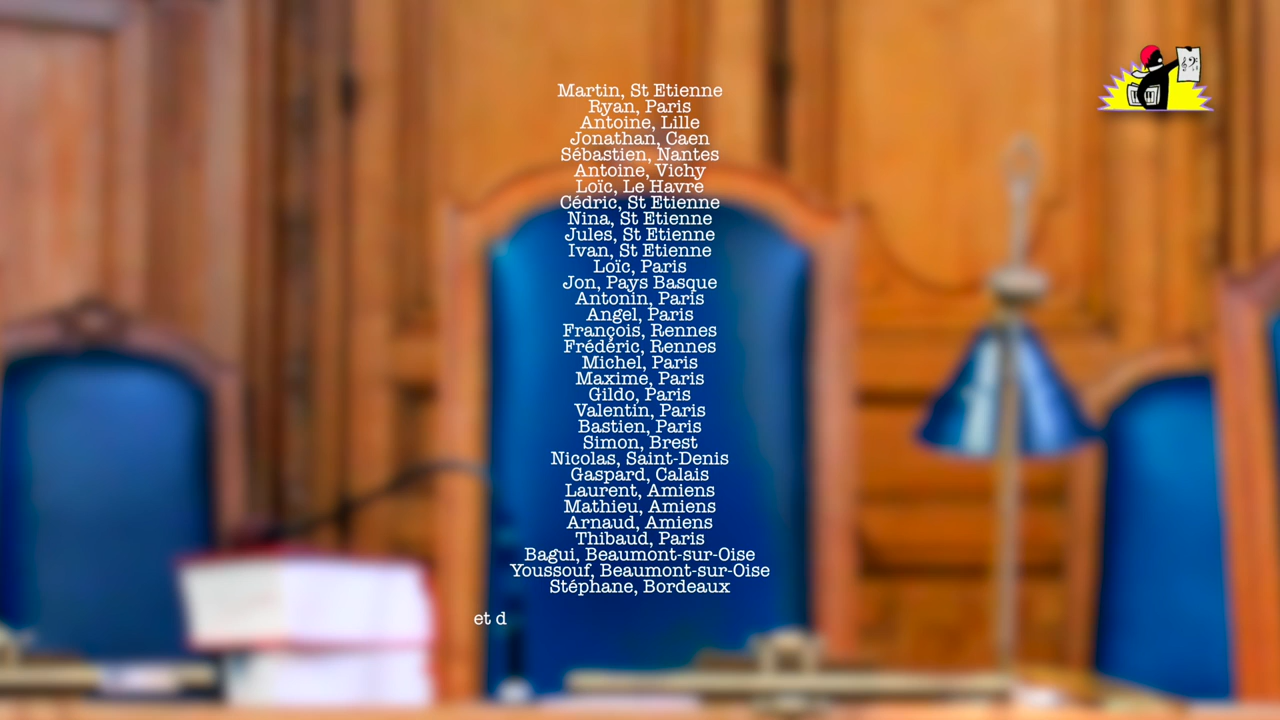 Martin, St Etienne
Ryan, Paris
Antoine, Lille
Jonathan, Caen
Sébastien, Nantes
Antoine, Vichy
Loïc, Le Havre
Cédric, St Etienne
Nina, St Etienne
Jules, St Etienne
Ivan, St Etienne
Loïc, Paris
Jon, Pays Basque
Antonin, Paris
Angel, Paris
François, Rennes
Frédéric, Rennes
Michel, Paris
Maxime, Paris
Gildo, Paris
Valentin, Paris
Bastien, Paris
Simon, Brest
Nicolas, Saint-Denis
Gaspard, Calais
Laurent, Amiens
Mathieu, Amiens
Arnaud, Amiens
Thibaud, Paris
Bagui, Beaumont-sur-Oise
Youssouf, Beaumont-sur-Oise
Stéphane, Bordeaux
et d